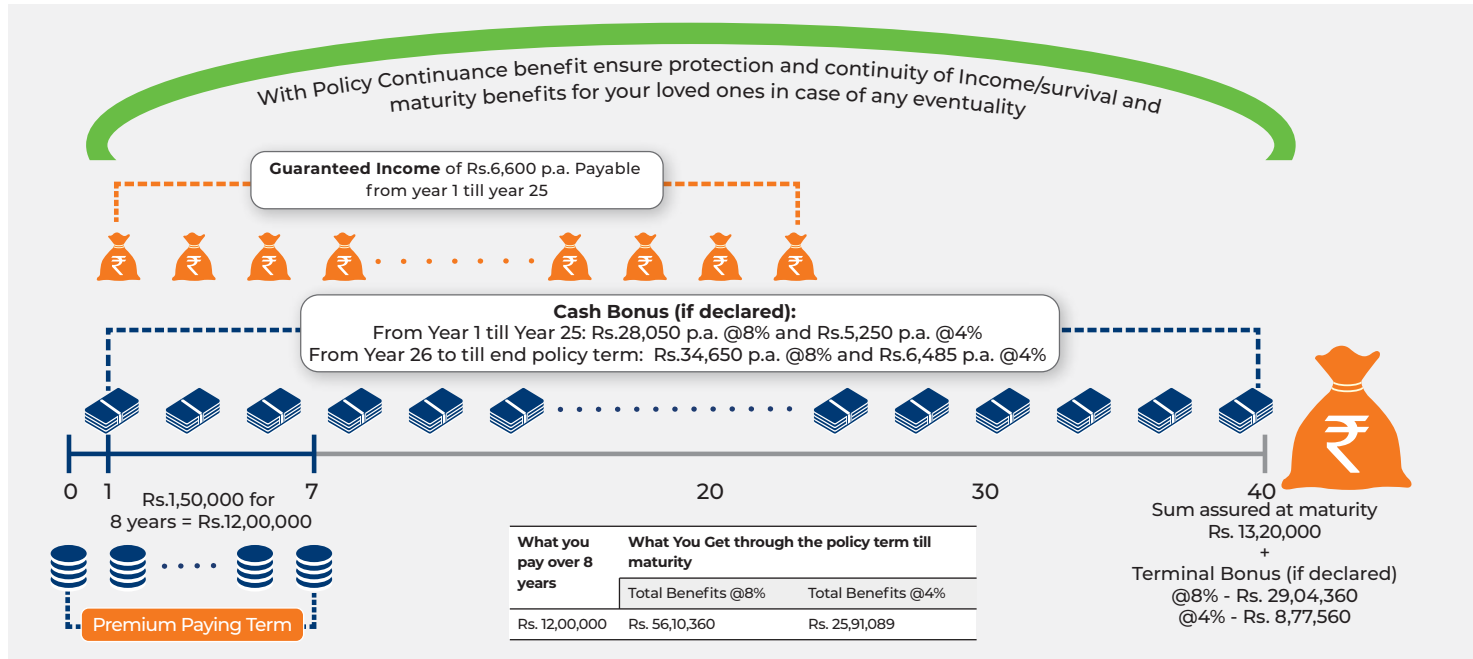 With Policy Continuance benefit ensure protection and continuity of Income/survival and
maturity benefits for your loved ones in case of any eventuality
Guaranteed Income of Rs.6,600 p.a. Payable
from year 1 till year 25
₹ ₹ ₹ ₹ ₹ ₹ ₹ ₹
Cash Bonus (if declared):
From Year 1 till Year 25: Rs.28,050 p.a. @8% and Rs.5,250 p.a. @4%
From Year 26 to till end policy term: Rs.34,650 p.a. @8% and Rs.6,485 p.a. @4%
₹
0 1 7 20 30 40
Rs.1,50,000 for
8 years = Rs.12,00,000
Premium Paying Term
What you
pay over 8
years
What You Get through the policy term till
maturity
Total Benefits @8% Total Benefits @4%
Rs. 12,00,000 Rs. 56,10,360 Rs. 25,91,089
Sum assured at maturity
Rs. 13,20,000
+
Terminal Bonus (if declared)
@8% - Rs. 29,04,360
@4% - Rs. 8,77,560